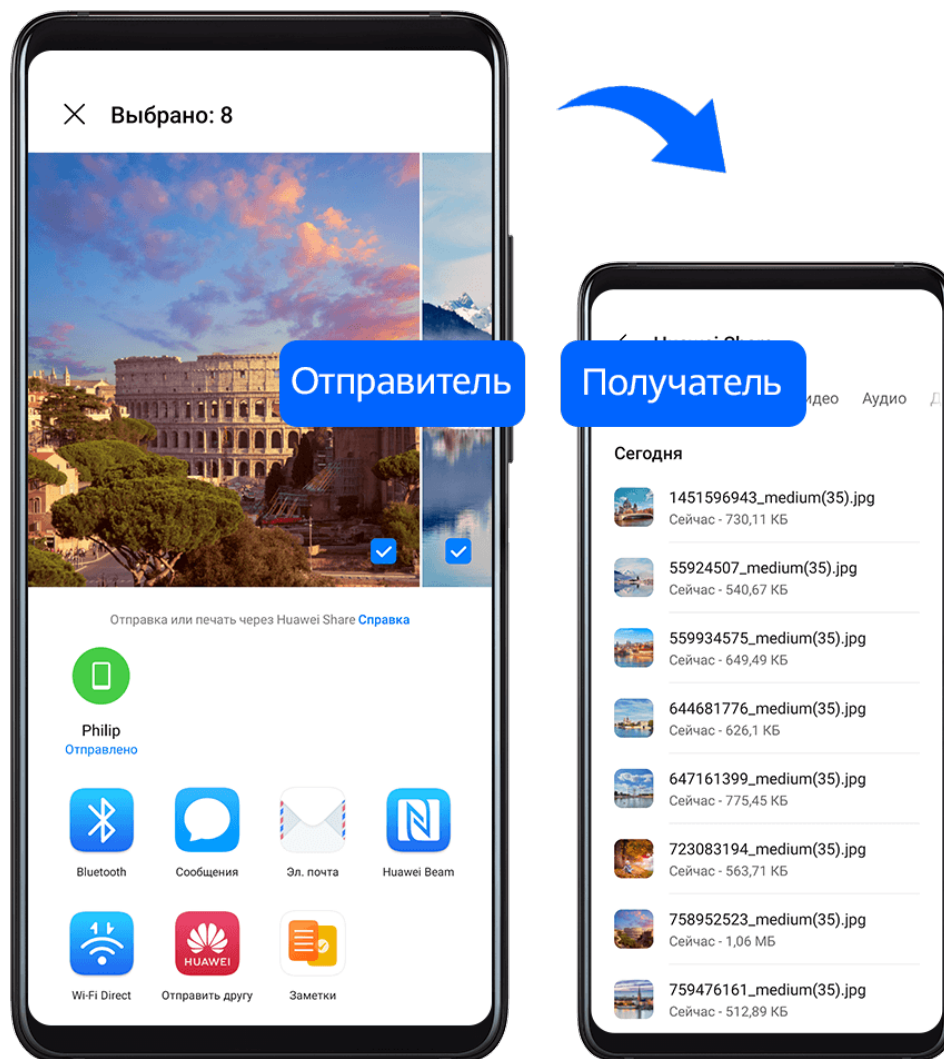 Выбрано: 8
Отправитель
Отправка или печать через Huawei Share Справка
Philip
Отправлено
Bluetooth
Сообщения
Эл. почта
Huawei Beam
HUAWEI
Wi-Fi Direct
Отправить другу
Заметки
Получатель
Аудио
Сегодня
1451596943_medium(35).jpg
Сейчас - 730,11 КБ
55924507_medium(35).jpg
Сейчас - 540,67 КБ
559934575_medium(35).jpg
Сейчас - 649,49 КБ
644681776_medium(35).jpg
Сейчас - 626,1 КБ
647161399_medium(35).jpg
Сейчас - 775,45 КБ
723083194_medium(35).jpg
Сейчас - 563,71 КБ
758952523_medium(35).jpg
Сейчас - 1,06 МБ
759476161_medium(35).jpg
Сейчас - 512,89 КБ